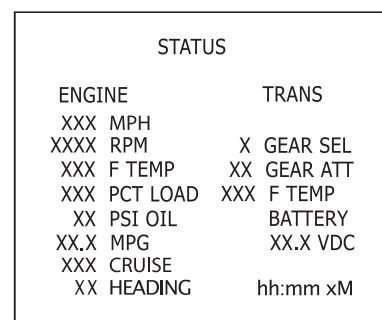 STATUS
ENGINE TRANS
XXX MPH
XXXX RPM X GEAR SEL
XXX F TEMP XX GEAR ATT
XXX PCT LOAD XXX F TEMP
XX PSI OIL BATTERY
XX.X MPG XX.X VDC
XXX CRUISE
XX HEADING hh:mm xM